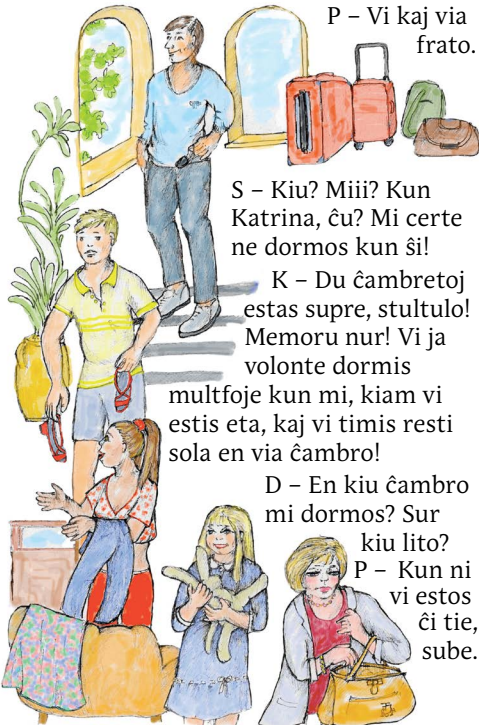 P – Vi kaj via
frato.
S – Kiu? Miii? Kun
Katrina, ĉu? Mi certe
ne dormos kun ŝi!
K – Du ĉambretoj
estas supre, stultulo!
Memoru nur! Vi ja
volonte dormis
multfoje kun mi, kiam vi
estis eta, kaj vi timis resti
sola en via ĉambro!
D – En kiu ĉambro
mi dormos? Sur
kiu lito?
P – Kun ni
vi estos
ĉi tie,
sube.